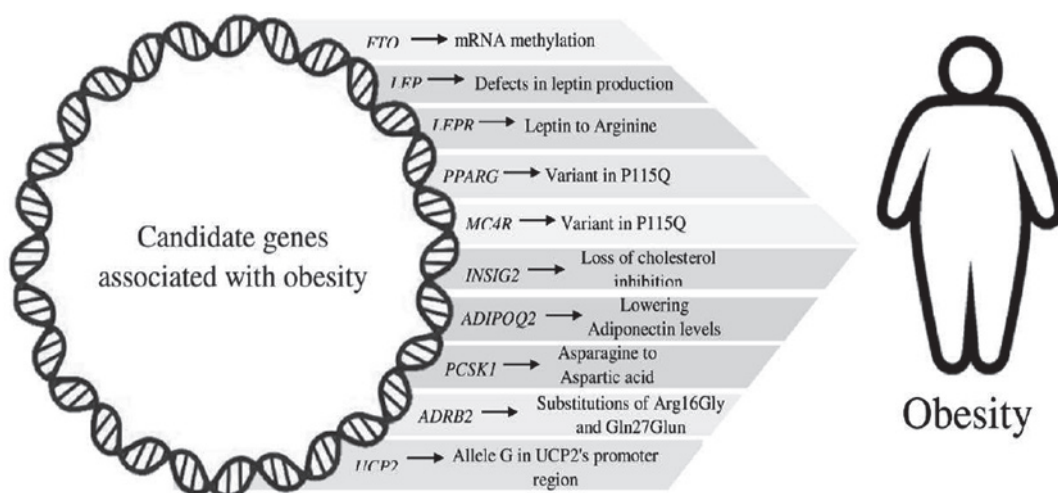 FTO → mRNA methylation
LEP → Defects in leptin production
LEPR → Leptin to Arginine
PPARG → Variant in P115Q
MC4R → Variant in P115Q
Candidate genes
associated with obesity
INSIG2 → Loss of cholesterol
inhibition
ADIPOQ2 → Lowering
Adiponectin levels
PCSK1 → Asparagine to
Aspartic acid
ADRB2 → Substitutions of Arg16Gly
and Gln27Glun
UCP2 → Allele G in UCP2's promoter
region
Obesity